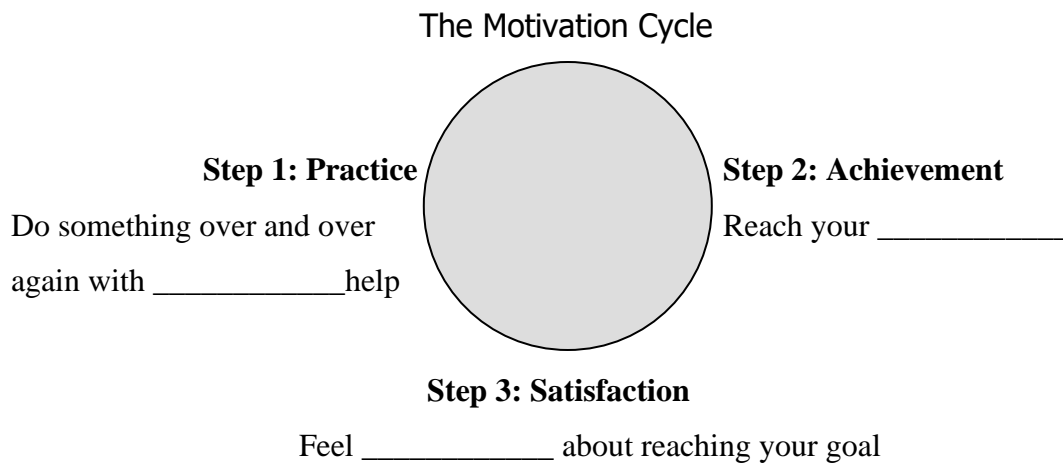 The Motivation Cycle
Step 1: Practice
Do something over and over
again with ____________help
Step 2: Achievement
Reach your ____________
Step 3: Satisfaction
Feel ____________ about reaching your goal